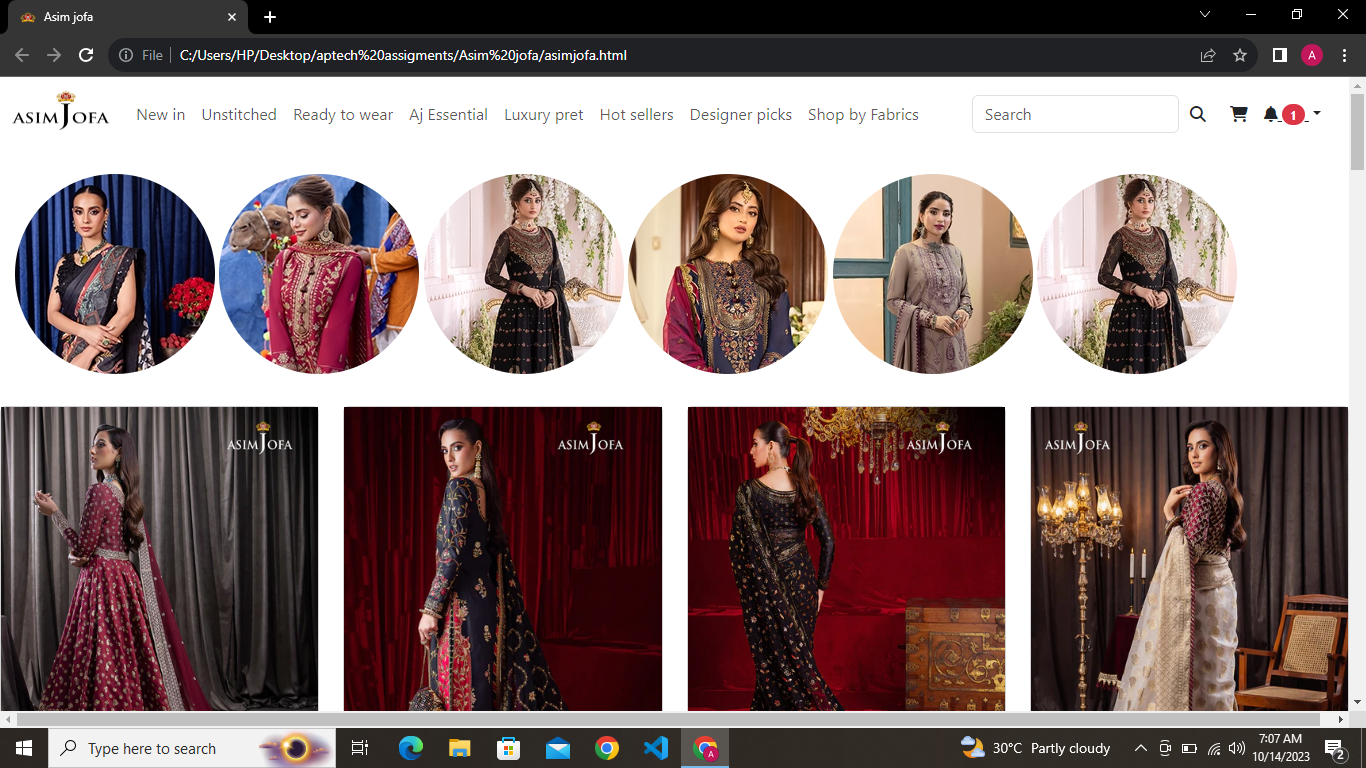 Asim jofa
File C:/Users/HP/Desktop/aptech%20assigments/Asim%20jofa/asimjofa.html
A
ASIM JOFA
New in Unstitched Ready to wear Aj Essential Luxury pret Hot sellers Designer picks Shop by Fabrics
Search
1
ASIM JOFA
ASIM JOFA
ASIM JOFA
ASIM JOFA
Type here to search
A
30°C Partly cloudy
7:07 AM
10/14/2023
2